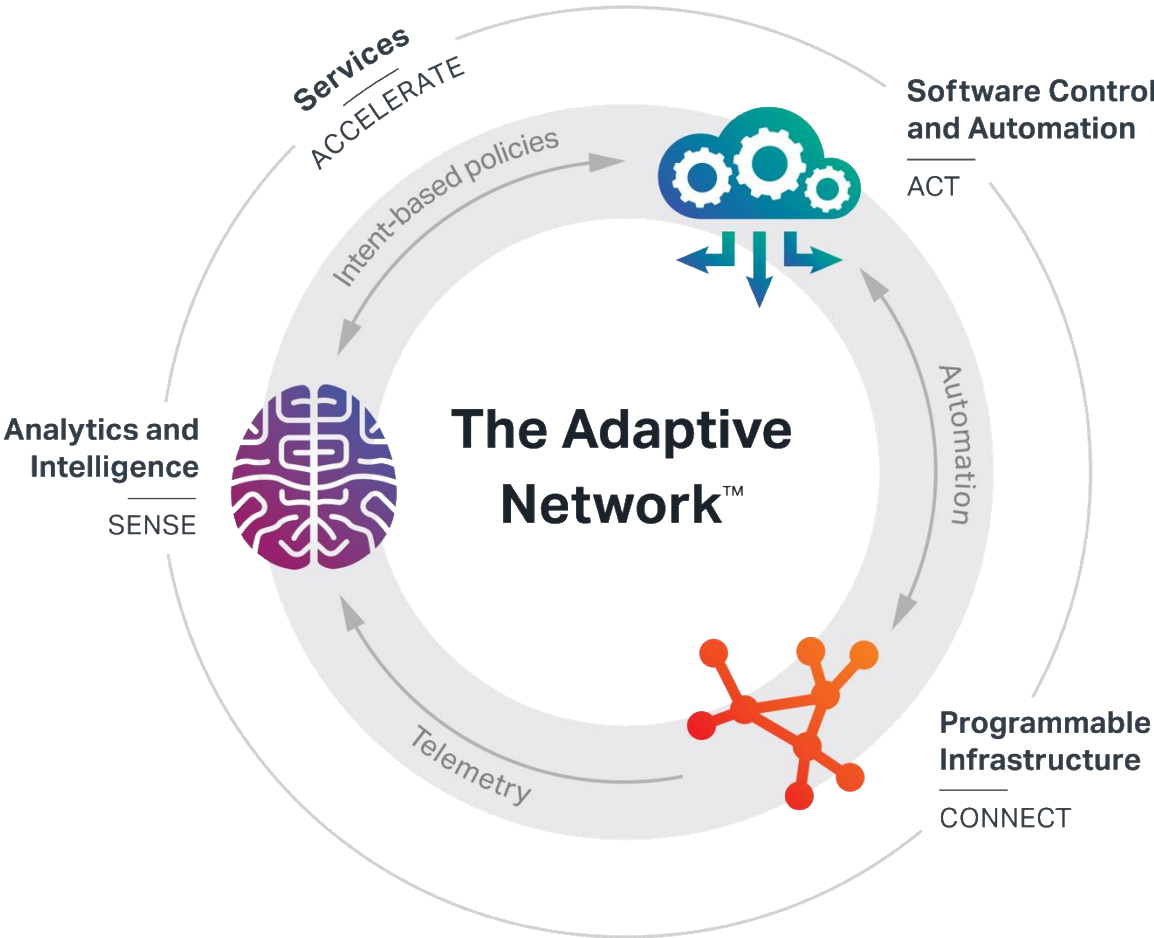 Services
ACCELERATE
Software Control
and Automation
ACT
Intent-based policies
Automation
Analytics and
Intelligence
SENSE
The Adaptive
Network™
Telemetry
Programmable
Infrastructure
CONNECT